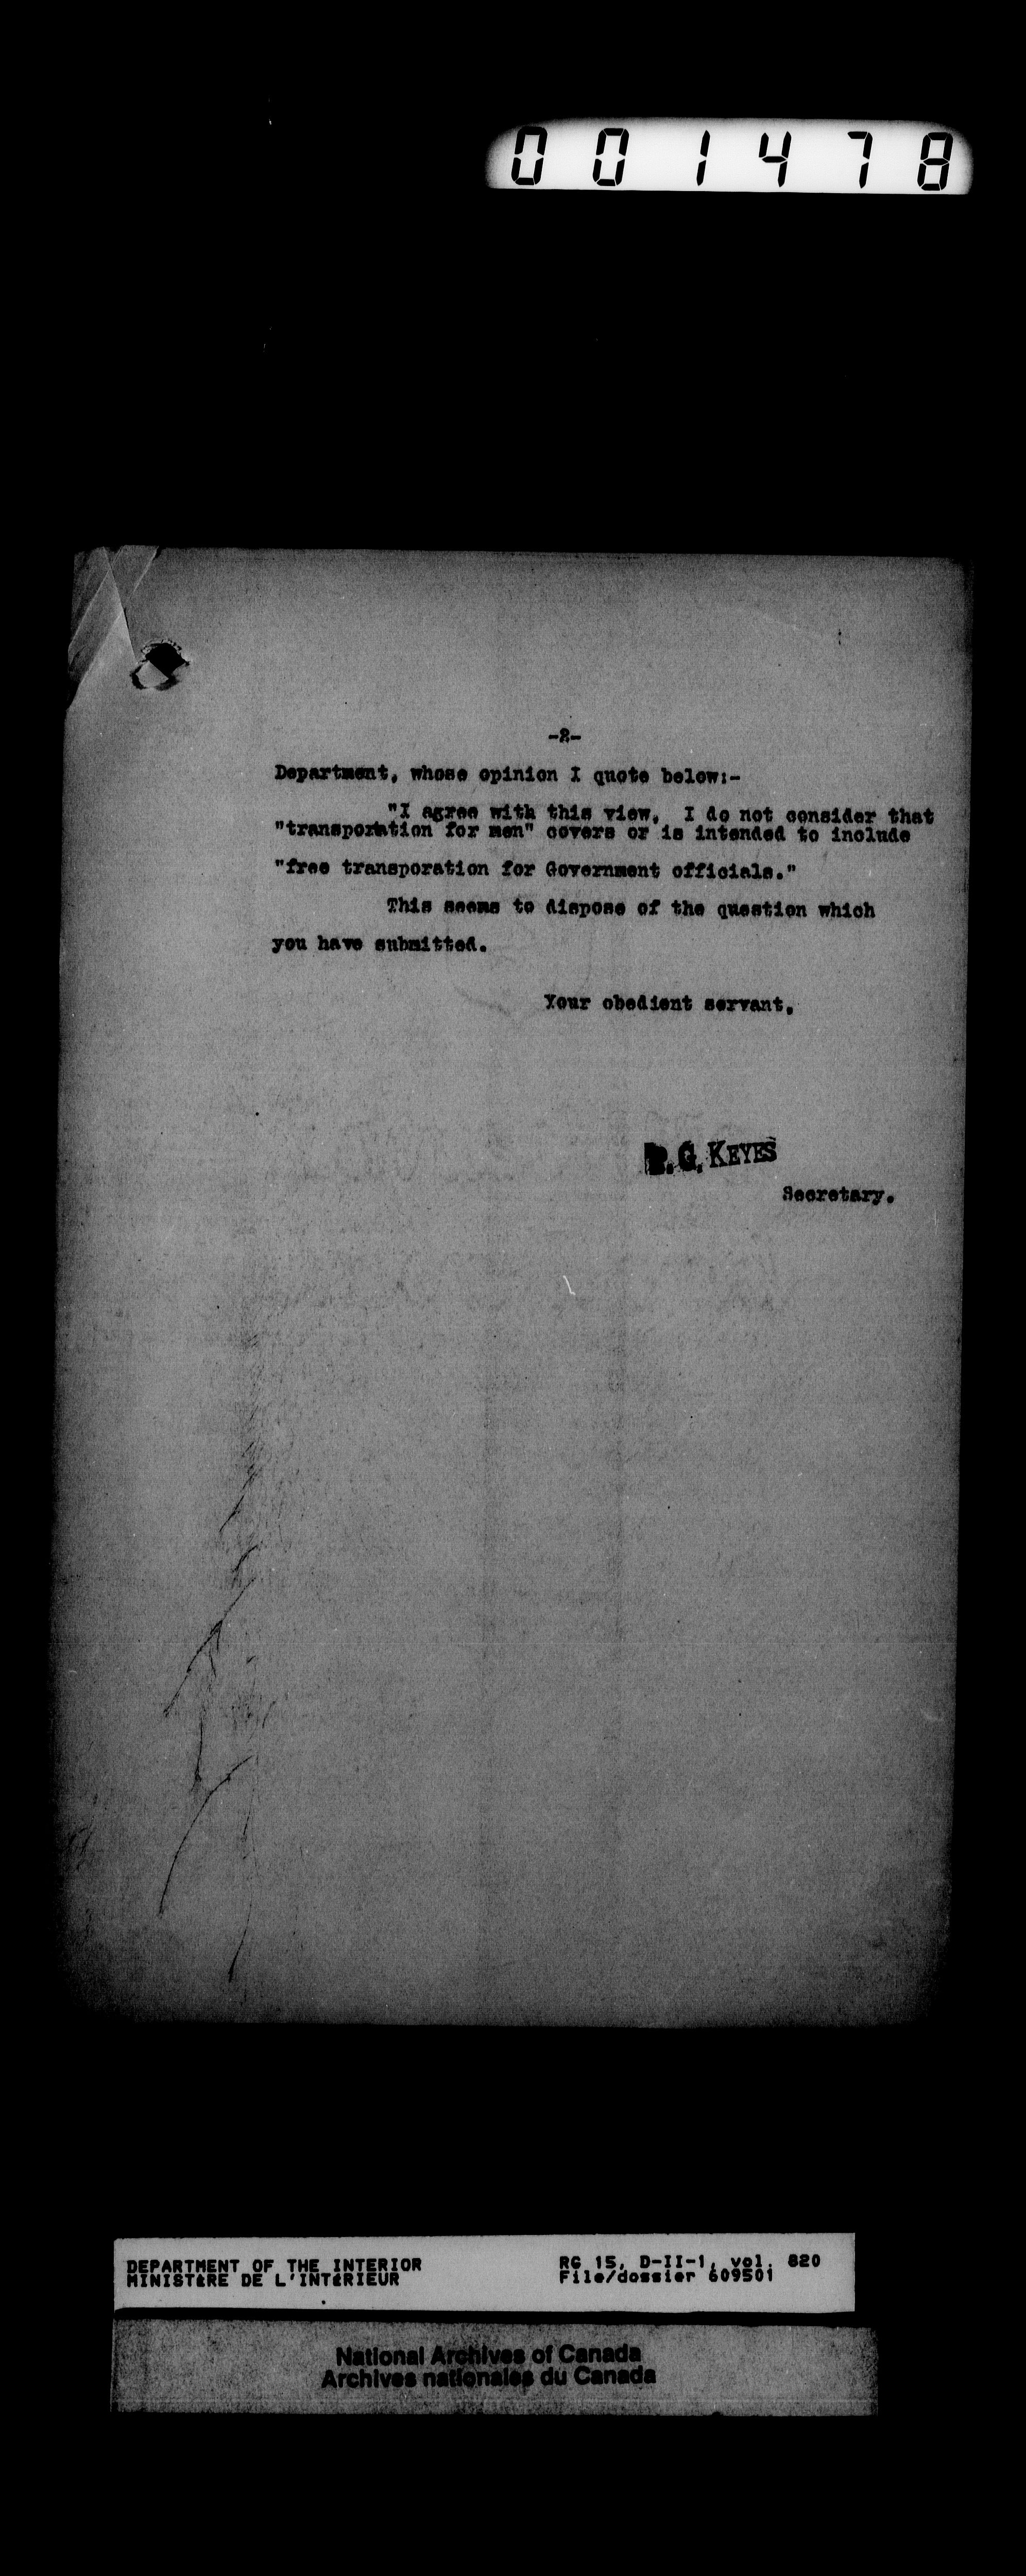 001478
-2-
Department, whose opinion I quote below:-
"I agree with this view, I do not consider that
"transportation for men" covers or is intended to include
"free transporation for Government officials."
This seems to dispose of the question which
you have submitted.
Your obedient servant,
P.G. KEYES
Secretary.
DEPARTMENT OF THE INTERIOR
MINISTÈRE DE L'INTÉRIEUR
RG 15, D-II-1, vol. 820
File/dossier 609501
National Archives of Canada
Archives nationales du Canada